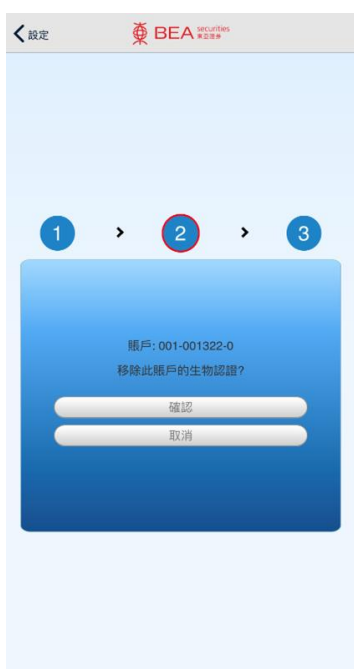 設定
BEA securities
東亞證券
1 > 2 > 3
賬戶: 001-001322-0
移除此賬戶的生物認證?
確認
取消